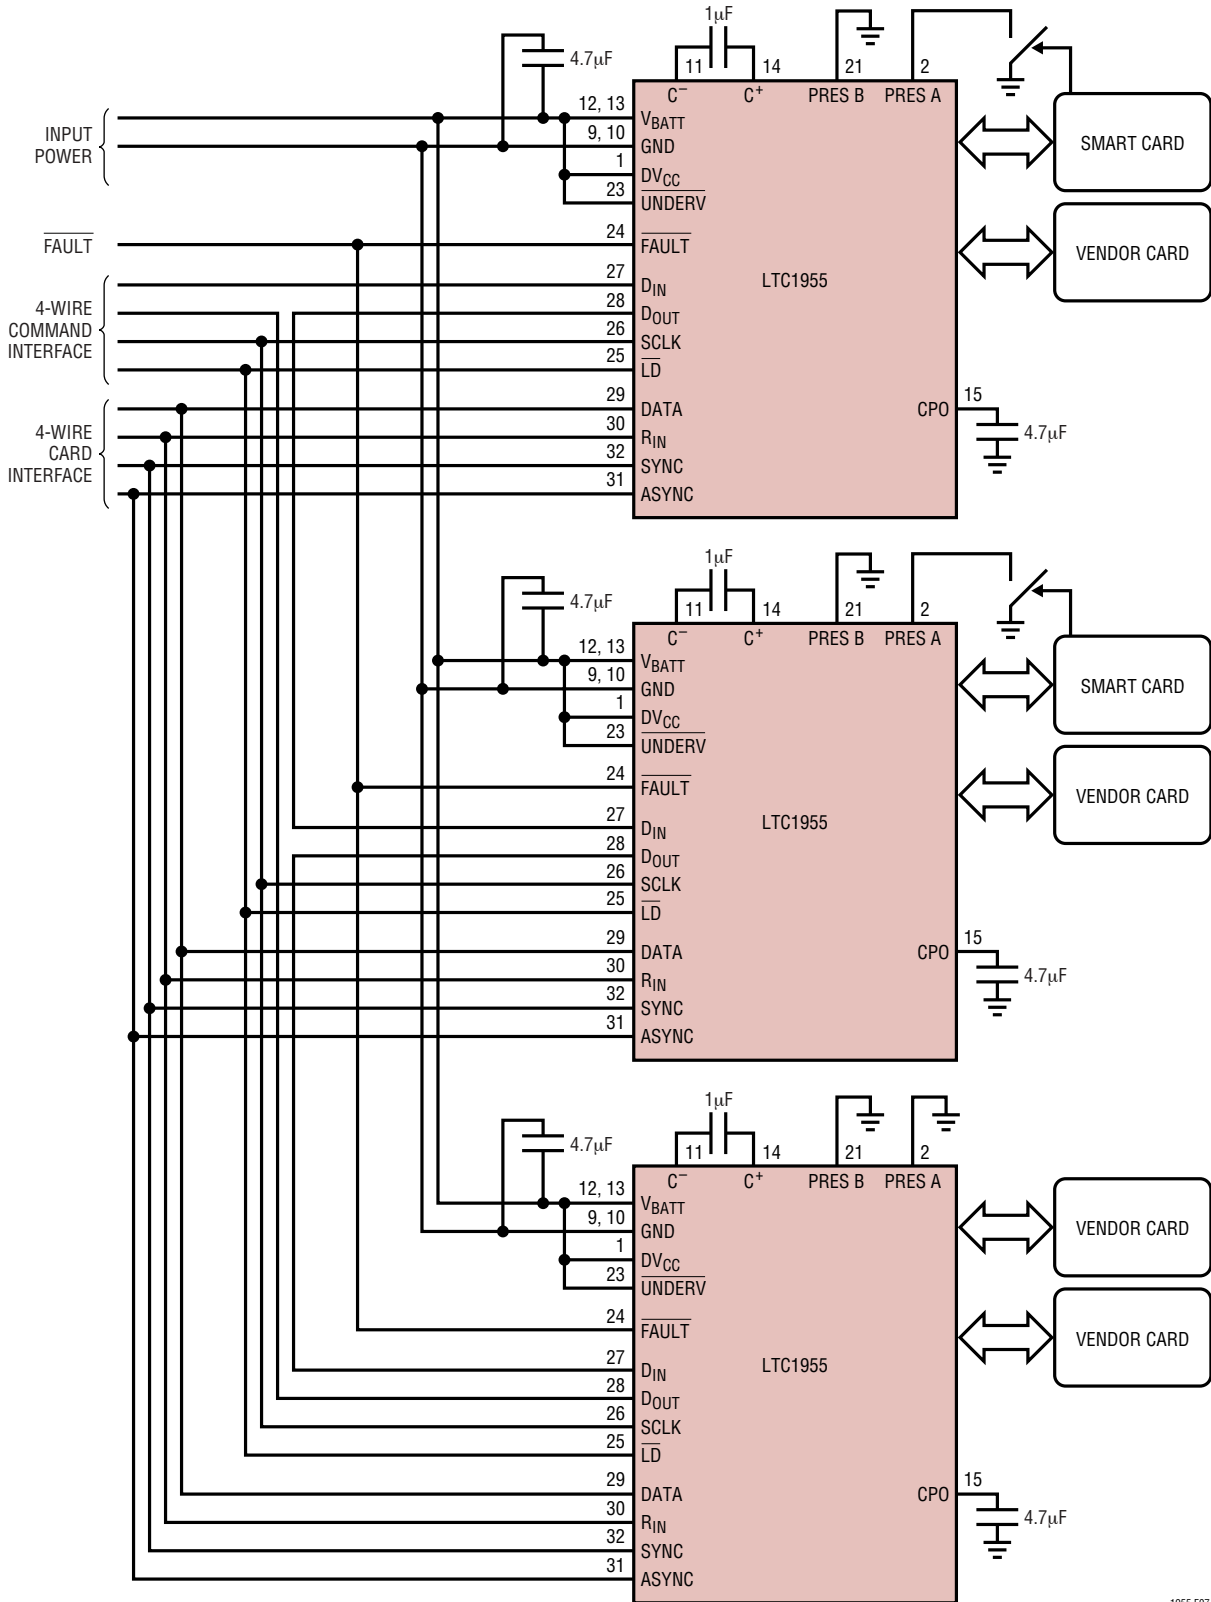 1µF
4.7µF
11
14
21
2
C–
C+
PRES B
PRES A
INPUT
POWER
12, 13
VBATT
9, 10
GND
1
DVCC
23
UNDERV
SMART CARD
FAULT
24
FAULT
VENDOR CARD
LTC1955
4-WIRE
COMMAND
INTERFACE
27
DIN
28
DOUT
26
SCLK
25
LD
4-WIRE
CARD
INTERFACE
29
DATA
30
RIN
32
SYNC
31
ASYNC
CPO
15
4.7µF
1µF
4.7µF
11
14
21
2
C–
C+
PRES B
PRES A
12, 13
VBATT
9, 10
GND
1
DVCC
23
UNDERV
SMART CARD
24
FAULT
VENDOR CARD
LTC1955
27
DIN
28
DOUT
26
SCLK
25
LD
29
DATA
30
RIN
32
SYNC
31
ASYNC
CPO
15
4.7µF
1µF
4.7µF
11
14
21
2
C–
C+
PRES B
PRES A
12, 13
VBATT
9, 10
GND
1
DVCC
23
UNDERV
VENDOR CARD
24
FAULT
VENDOR CARD
LTC1955
27
DIN
28
DOUT
26
SCLK
25
LD
29
DATA
30
RIN
32
SYNC
31
ASYNC
CPO
15
4.7µF